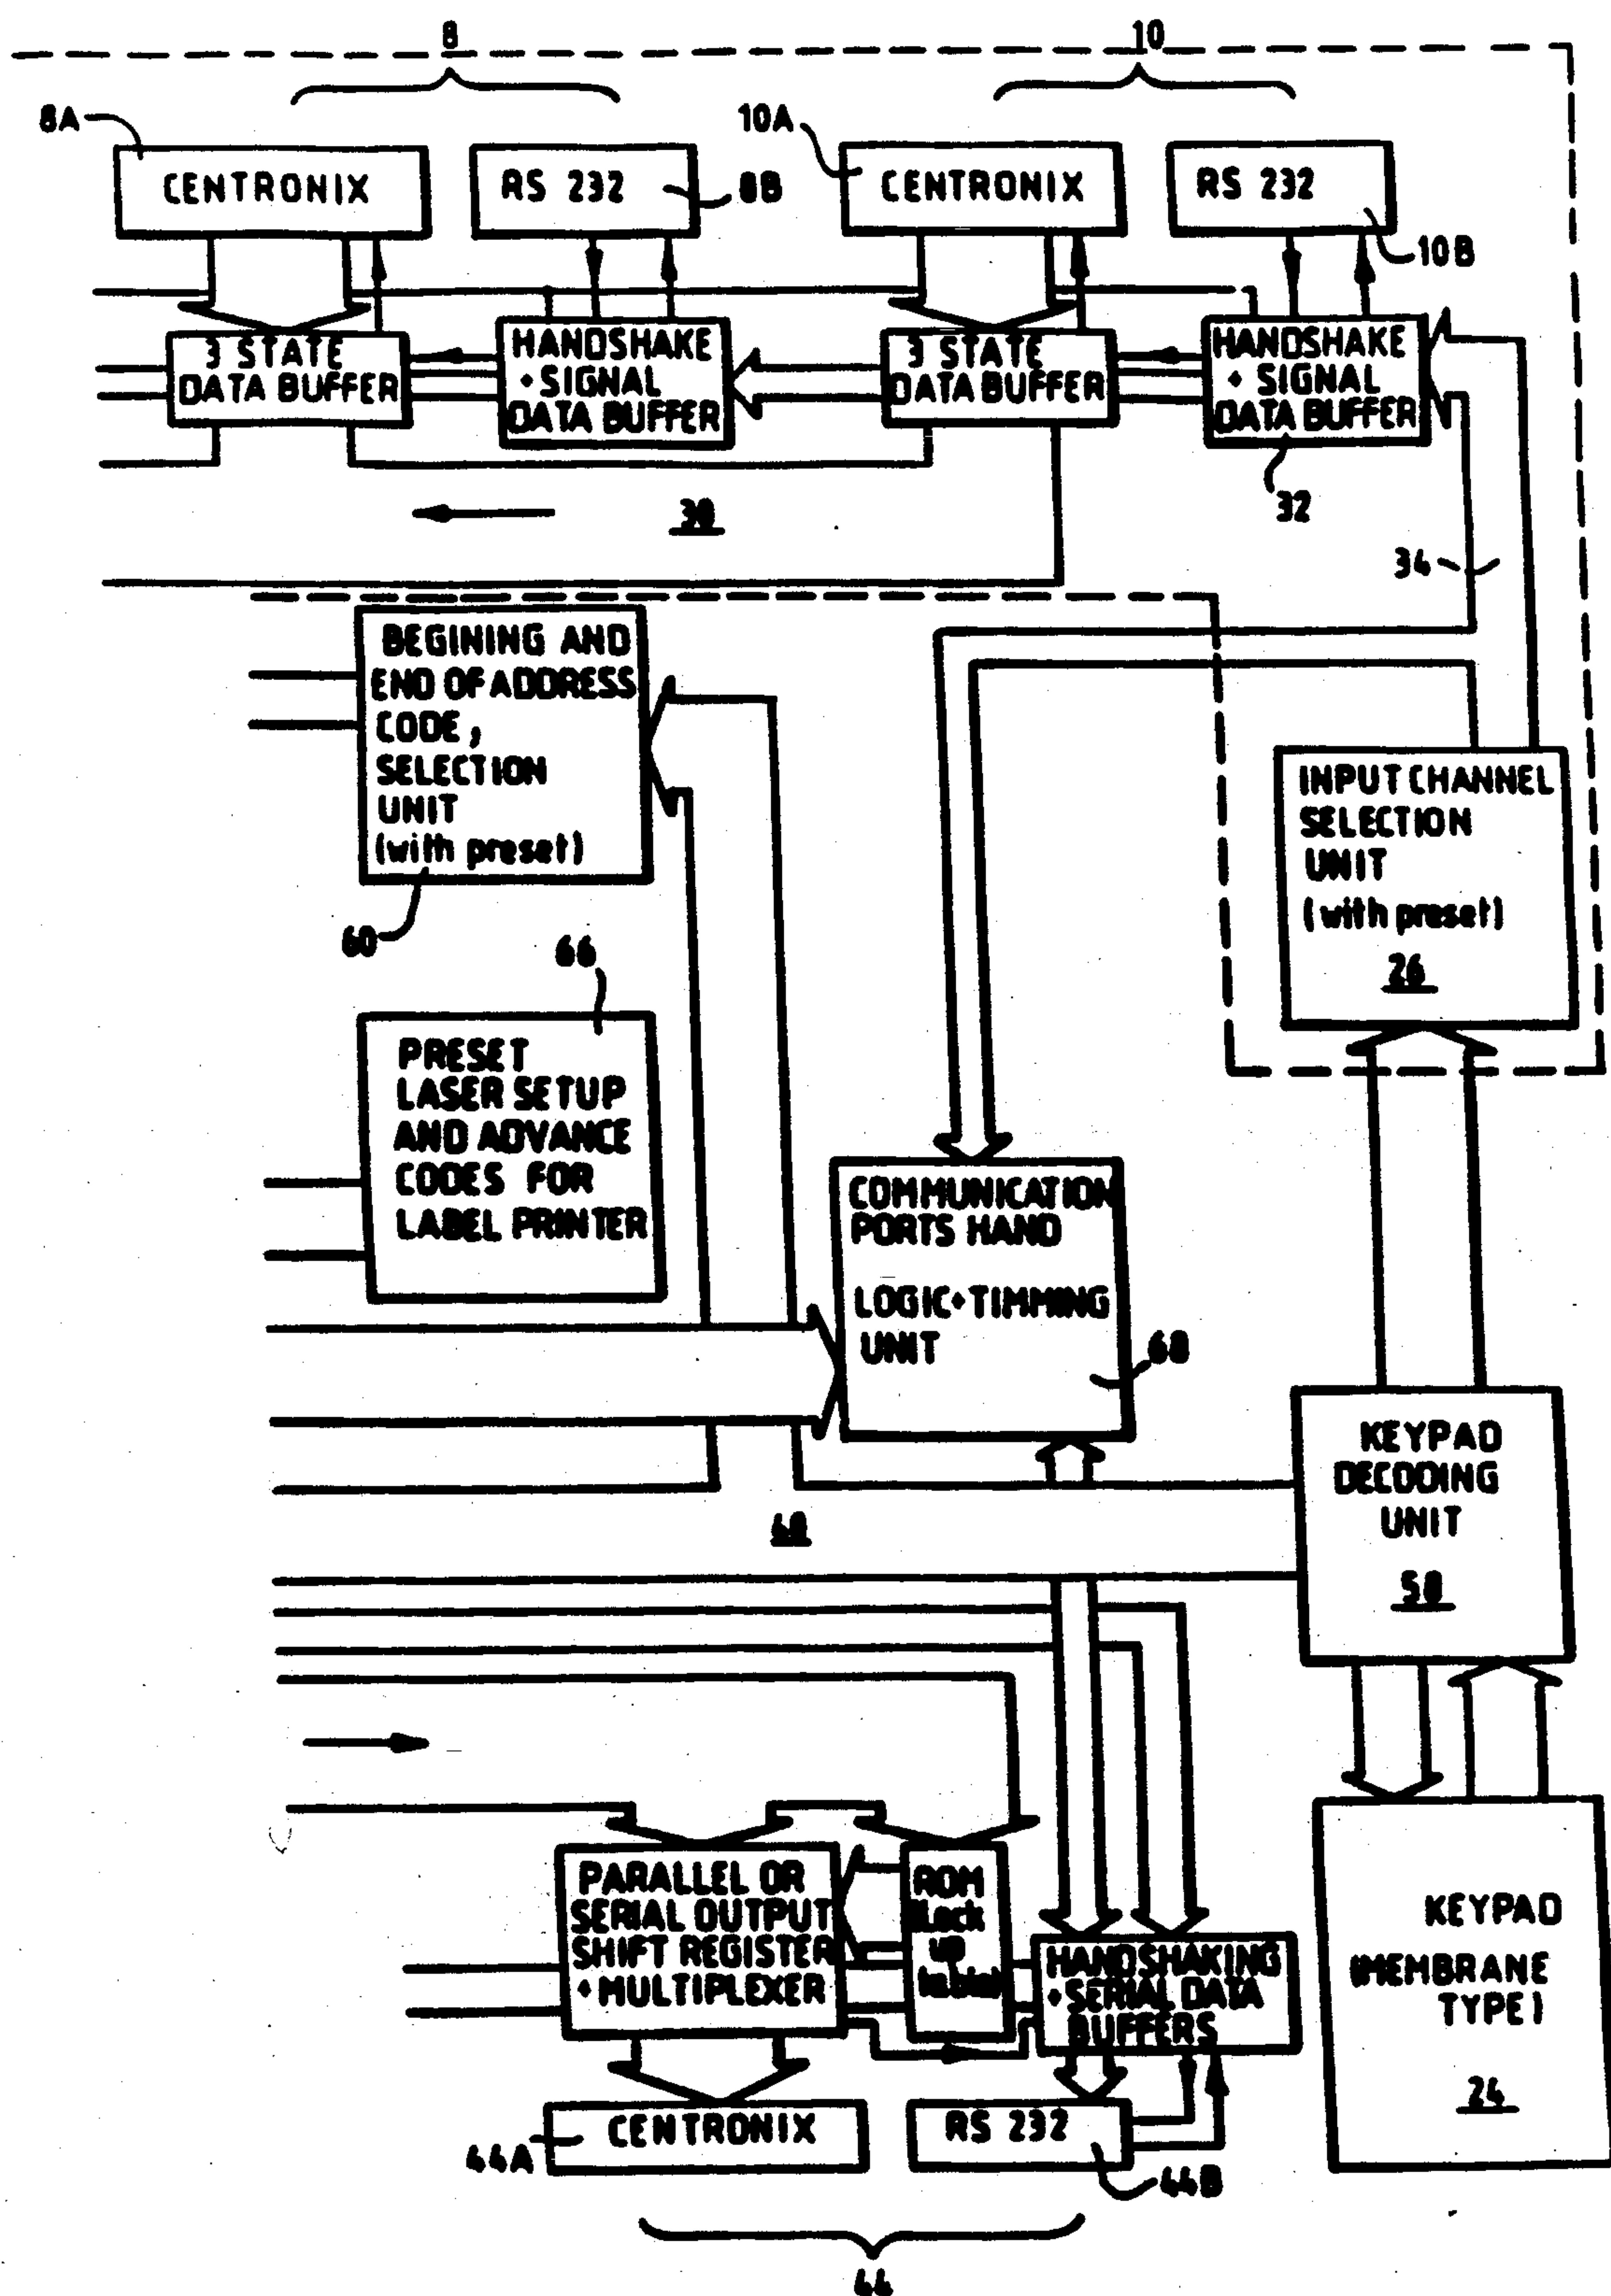 8
10
8A
CENTRONIX
RS 232
8B
10A
CENTRONIX
RS 232
10B
3 STATE
DATA BUFFER
HANDSHAKE
+ SIGNAL
DATA BUFFER
3 STATE
DATA BUFFER
HANDSHAKE
+ SIGNAL
DATA BUFFER
30
32
34
BEGINING AND
END OF ADDRESS
CODE,
SELECTION
UNIT
(with preset)
60
INPUT CHANNEL
SELECTION
UNIT
(with preset)
26
66
PRESET
LASER SETUP
AND ADVANCE
CODES FOR
LABEL PRINTER
COMMUNICATION
PORTS HAND
LOGIC+TIMMING
UNIT
68
KEYPAD
DECODING
UNIT
58
PARALLEL OR
SERIAL OUTPUT
SHIFT REGISTER
+ MULTIPLEXER
ROM
up
HANDSHAKING
+ SERIAL DATA
BUFFERS
KEYPAD
(MEMBRANE
TYPE)
24
44A
CENTRONIX
RS 232
44B
44